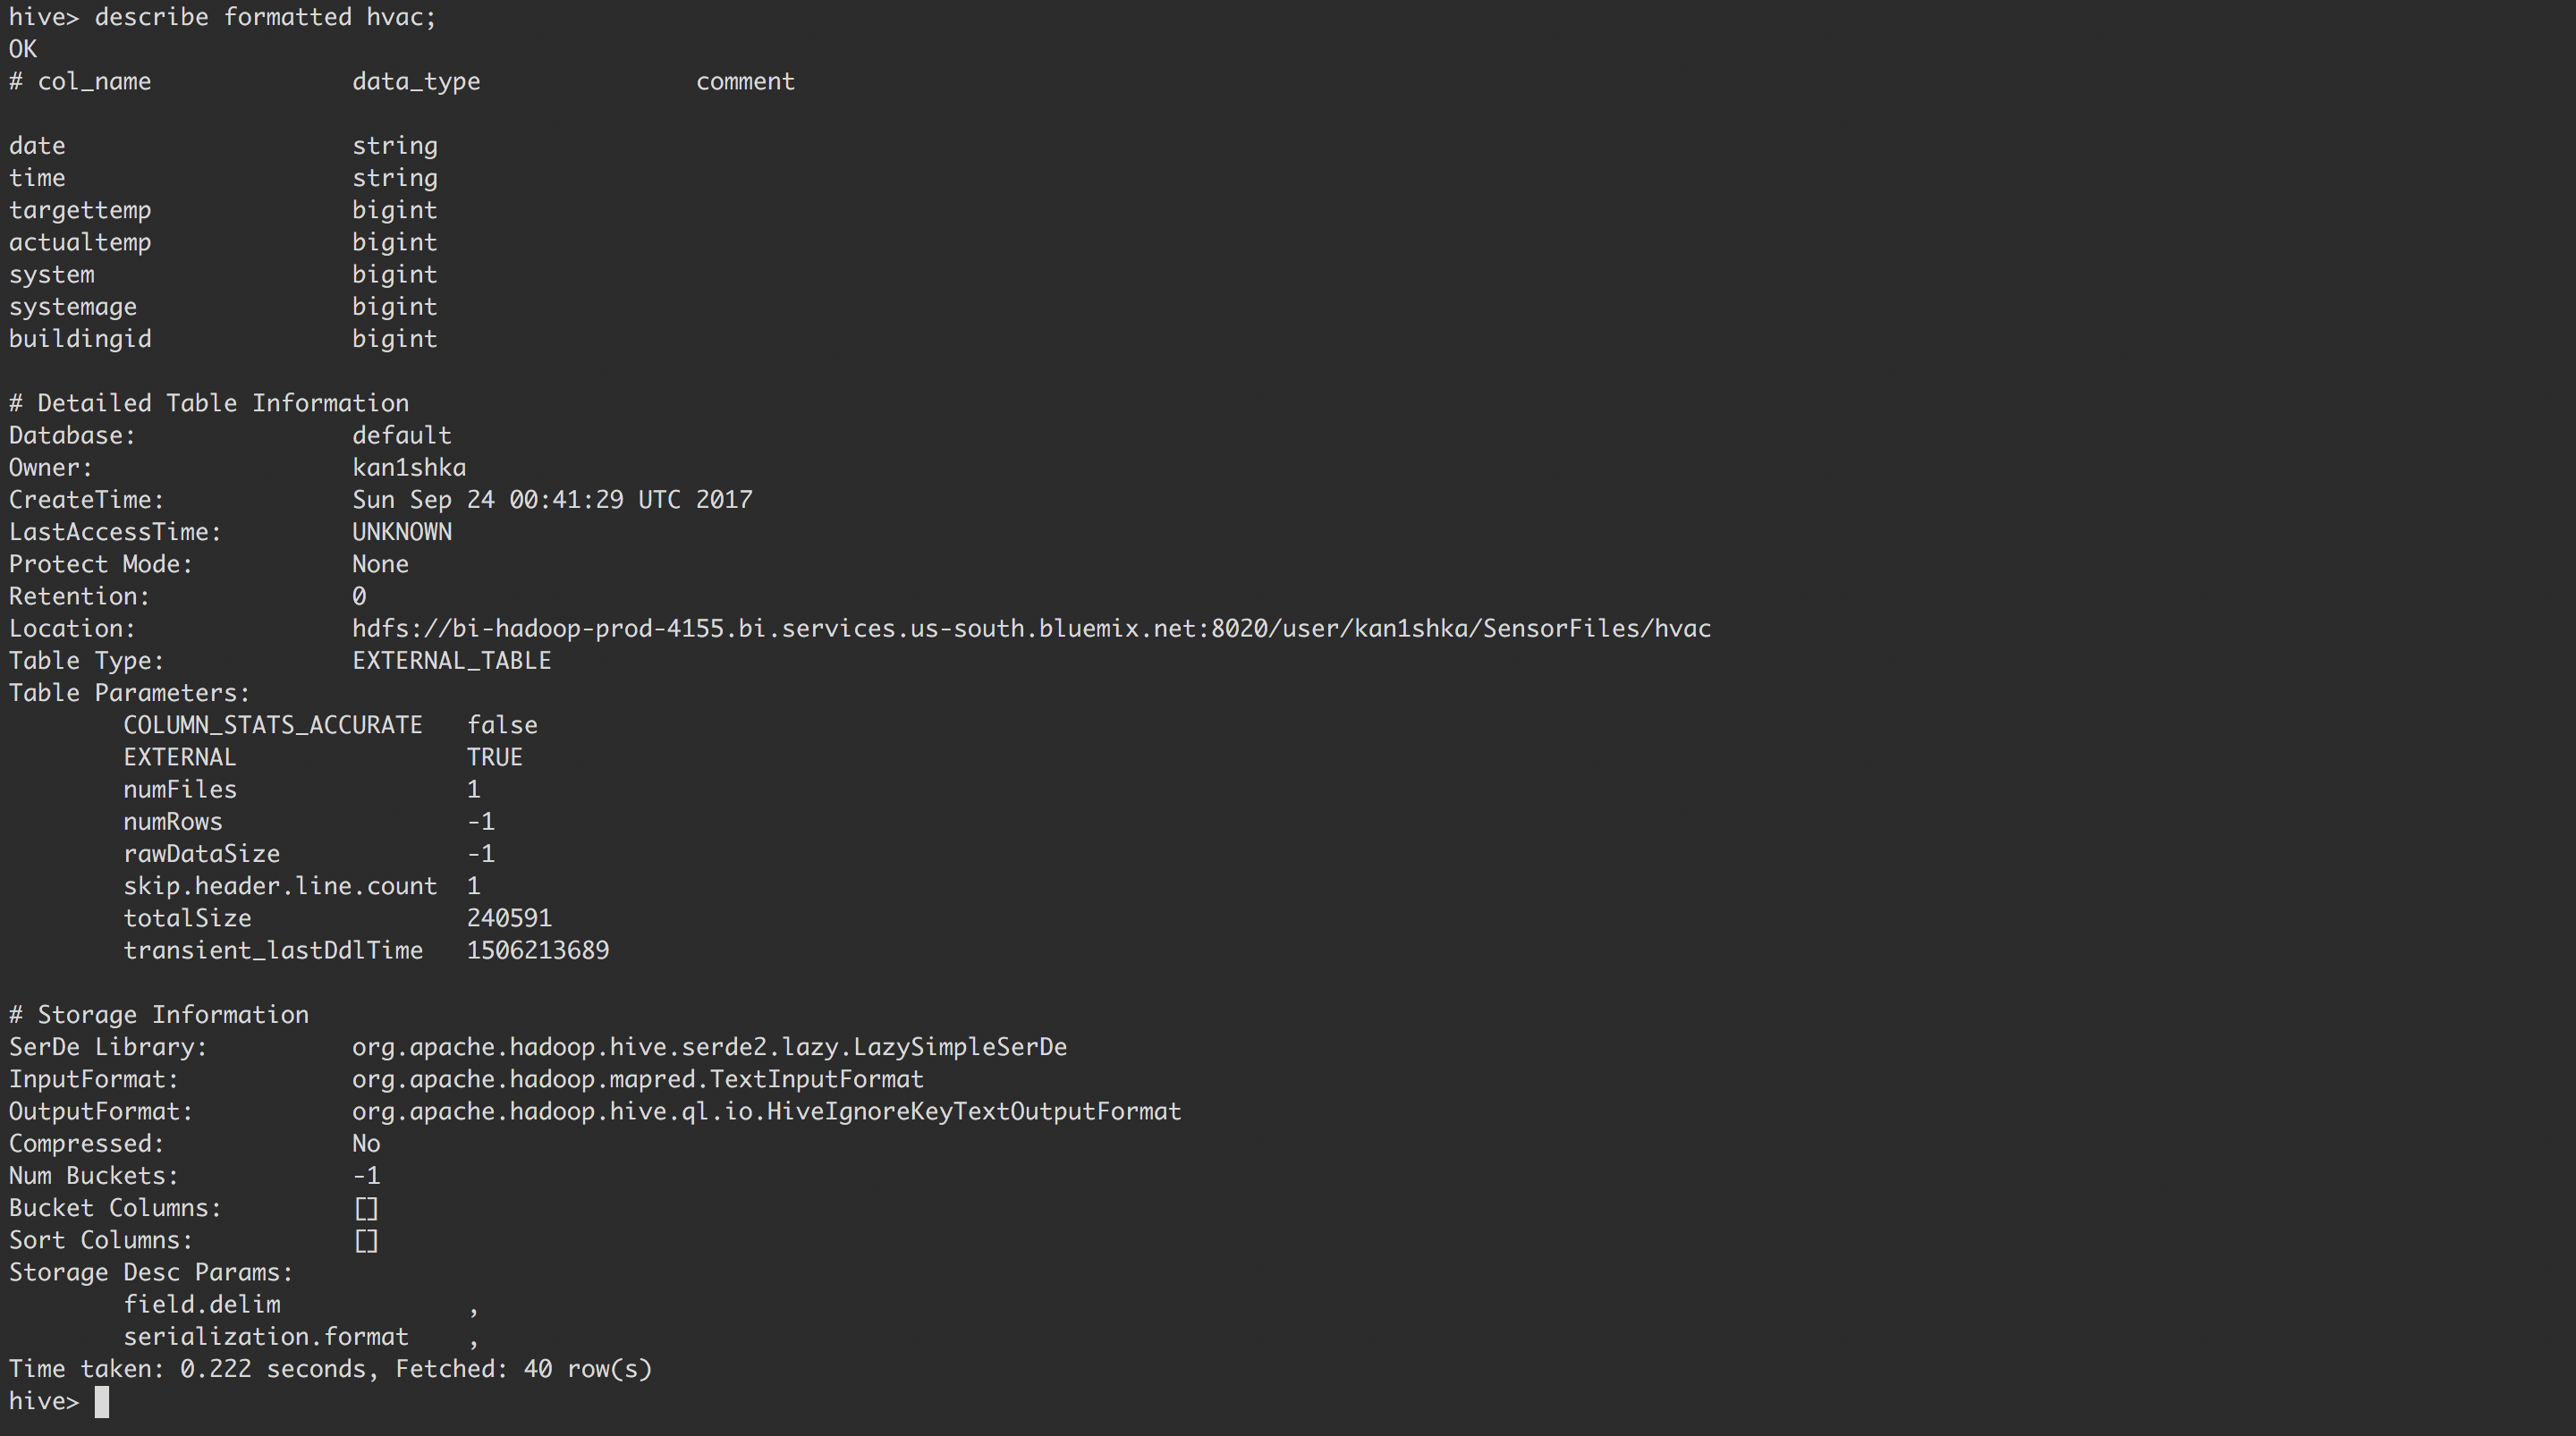 hive> describe formatted hvac;
OK
# col_name            data_type               comment
date                    string
time                    string
targettemp              bigint
actualtemp              bigint
system                  bigint
systemage               bigint
buildingid              bigint
# Detailed Table Information
Database:               default
Owner:                  kan1shka
CreateTime:             Sun Sep 24 00:41:29 UTC 2017
LastAccessTime:         UNKNOWN
Protect Mode:           None
Retention:              0
Location:               hdfs://bi-hadoop-prod-4155.bi.services.us-south.bluemix.net:8020/user/kan1shka/SensorFiles/hvac
Table Type:             EXTERNAL_TABLE
Table Parameters:
        COLUMN_STATS_ACCURATE   false
        EXTERNAL                TRUE
        numFiles                1
        numRows                 -1
        rawDataSize             -1
        skip.header.line.count  1
        totalSize               240591
        transient_lastDdlTime   1506213689
# Storage Information
SerDe Library:          org.apache.hadoop.hive.serde2.lazy.LazySimpleSerDe
InputFormat:            org.apache.hadoop.mapred.TextInputFormat
OutputFormat:           org.apache.hadoop.hive.ql.io.HiveIgnoreKeyTextOutputFormat
Compressed:             No
Num Buckets:            -1
Bucket Columns:         []
Sort Columns:           []
Storage Desc Params:
        field.delim             ,
        serialization.format    ,
Time taken: 0.222 seconds, Fetched: 40 row(s)
hive>